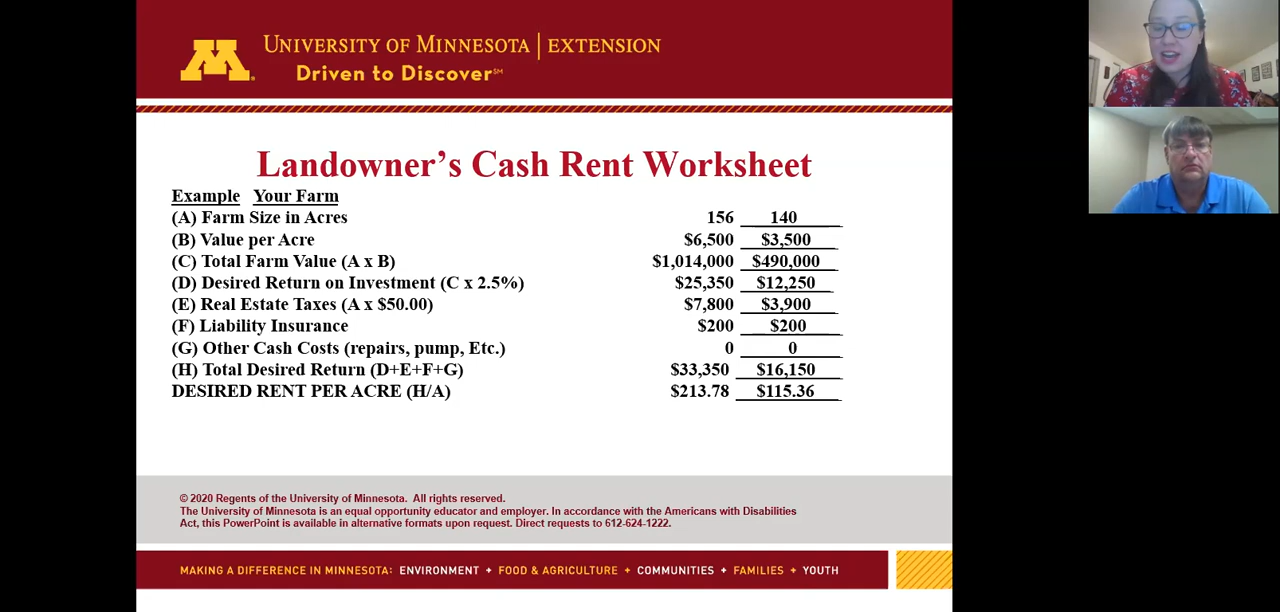 UNIVERSITY OF MINNESOTA | EXTENSION
Driven to Discover℠
Landowner's Cash Rent Worksheet
Example Your Farm
(A) Farm Size in Acres 156 140
(B) Value per Acre $6,500 $3,500
(C) Total Farm Value (A x B) $1,014,000 $490,000
(D) Desired Return on Investment (C x 2.5%) $25,350 $12,250
(E) Real Estate Taxes (A x $50.00) $7,800 $3,900
(F) Liability Insurance $200 $200
(G) Other Cash Costs (repairs, pump, Etc.) 0 0
(H) Total Desired Return (D+E+F+G) $33,350 $16,150
DESIRED RENT PER ACRE (H/A) $213.78 $115.36
© 2020 Regents of the University of Minnesota. All rights reserved.
The University of Minnesota is an equal opportunity educator and employer. In accordance with the Americans with Disabilities
Act, this PowerPoint is available in alternative formats upon request. Direct requests to 612-624-1222.
MAKING A DIFFERENCE IN MINNESOTA: ENVIRONMENT + FOOD & AGRICULTURE + COMMUNITIES + FAMILIES + YOUTH